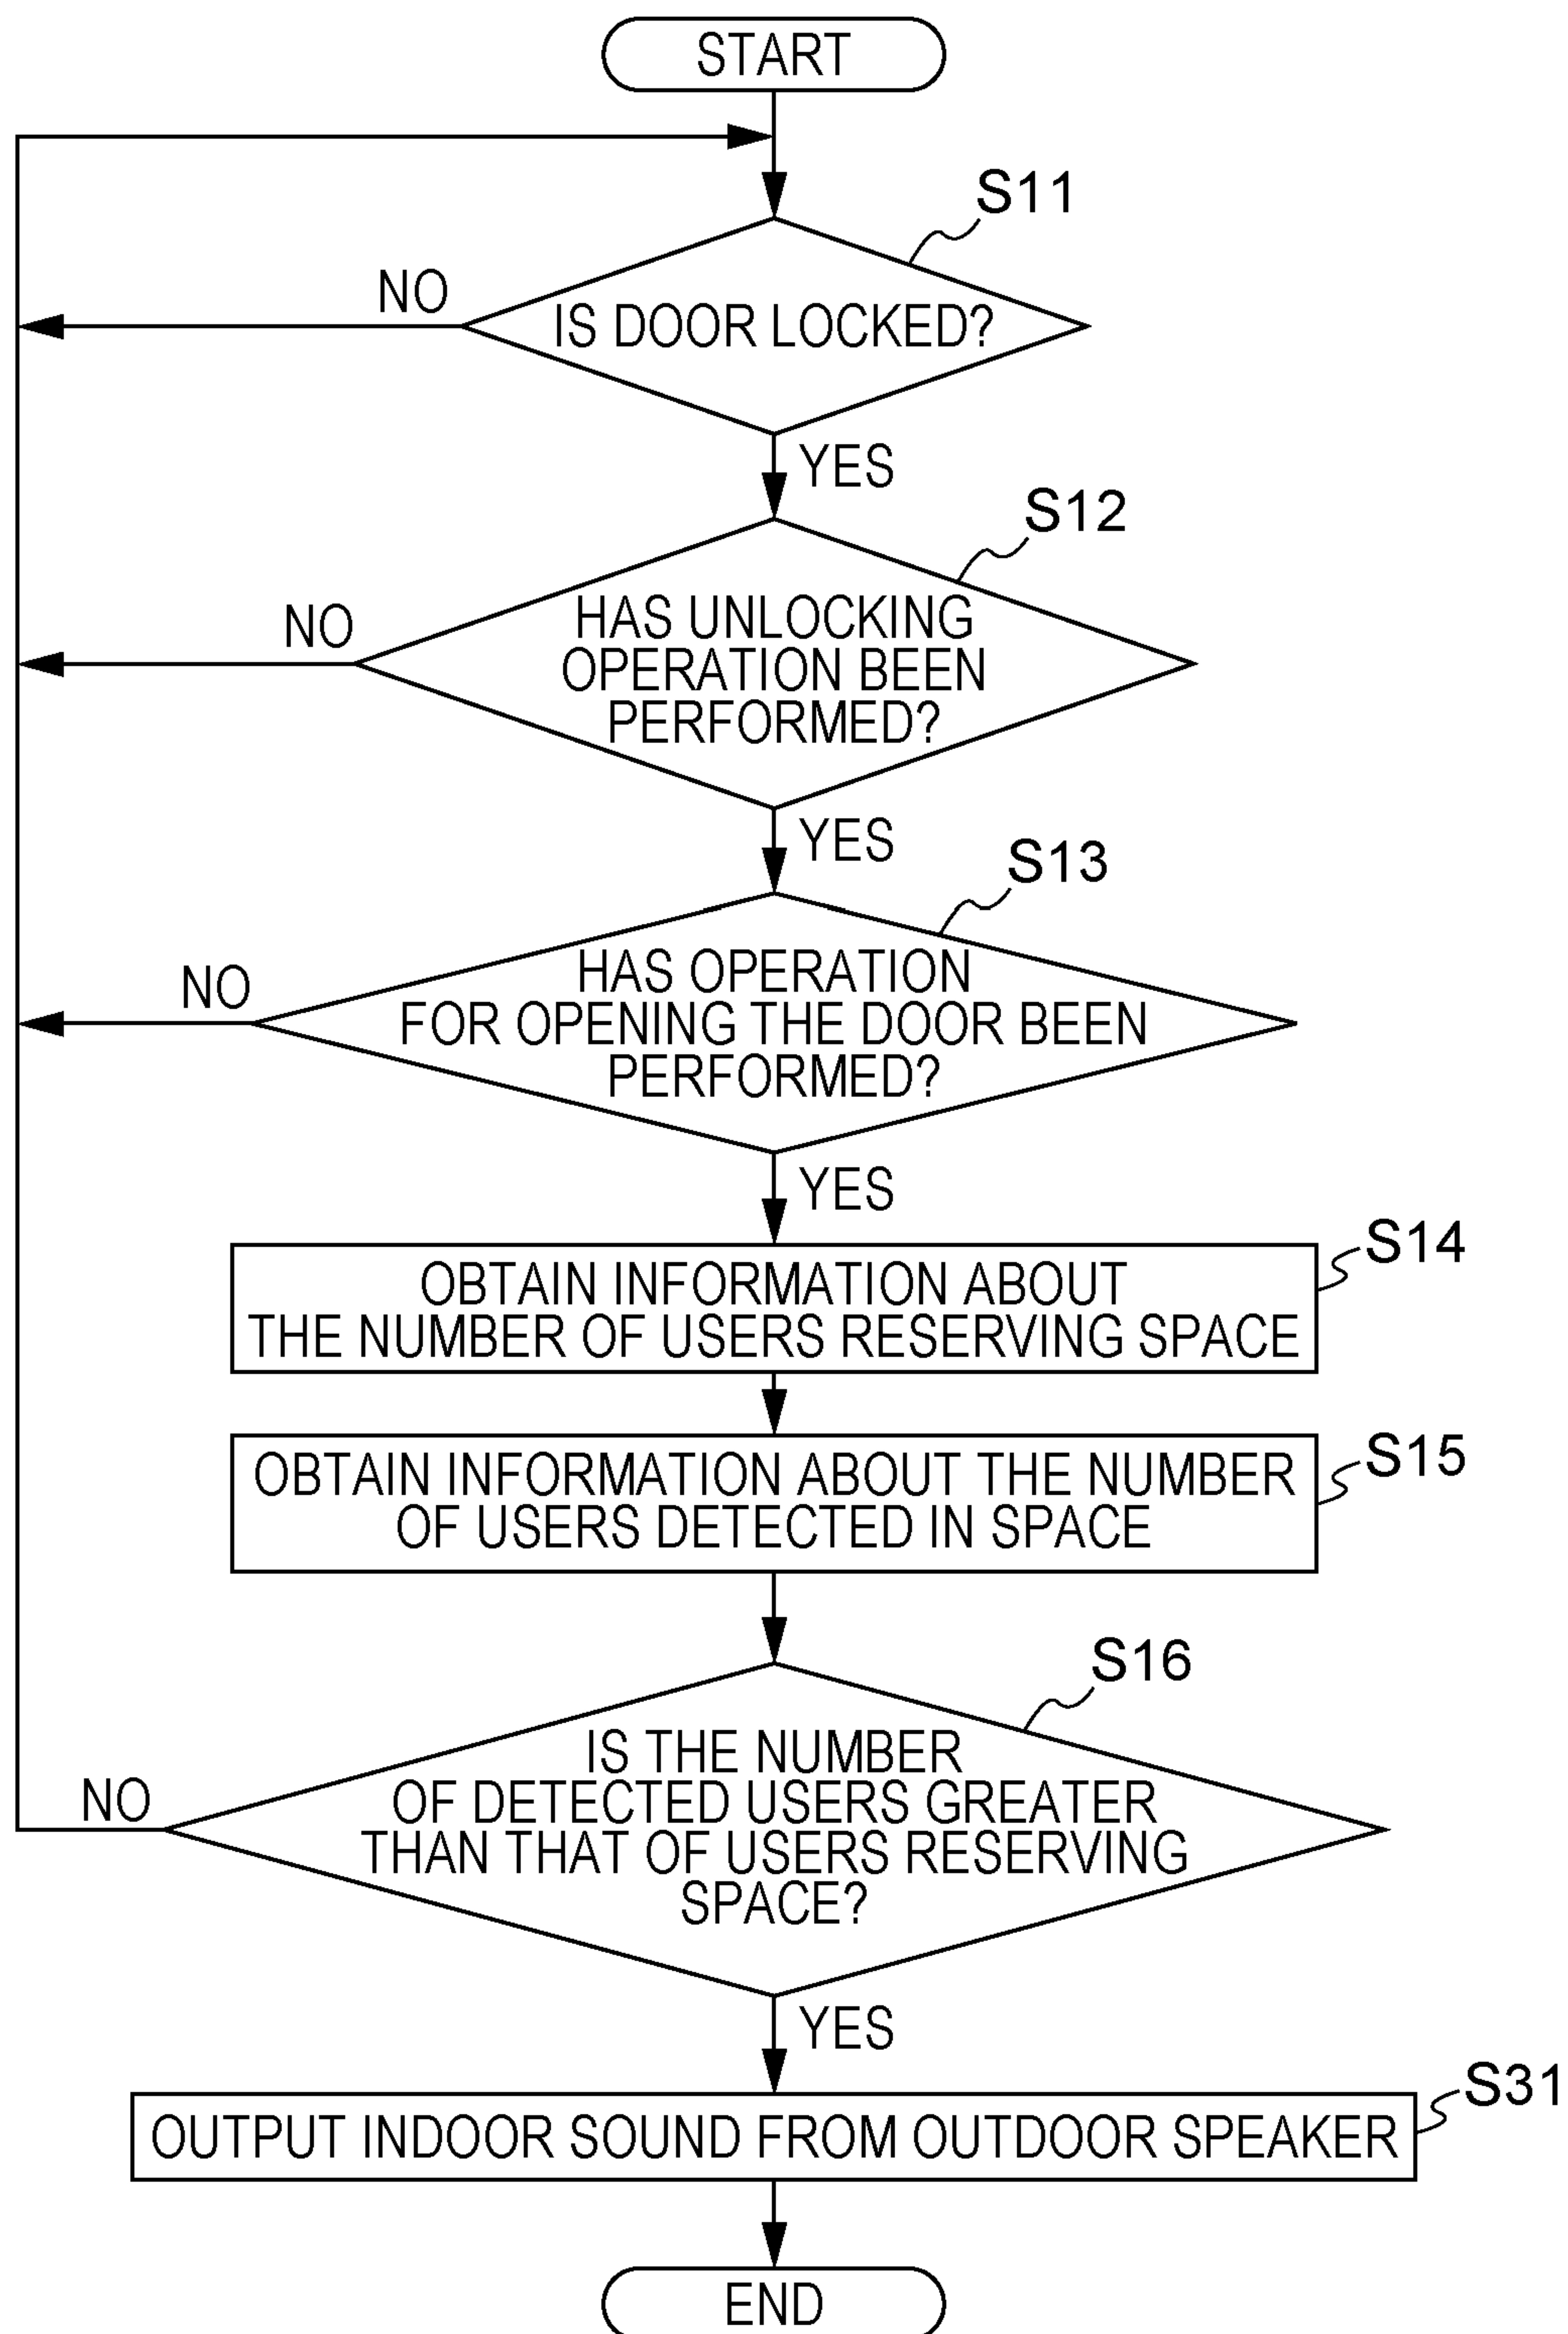 START
S11
NO
IS DOOR LOCKED?
YES
S12
NO
HAS UNLOCKING
OPERATION BEEN
PERFORMED?
YES
S13
NO
HAS OPERATION
FOR OPENING THE DOOR BEEN
PERFORMED?
YES
S14
OBTAIN INFORMATION ABOUT
THE NUMBER OF USERS RESERVING SPACE
S15
OBTAIN INFORMATION ABOUT THE NUMBER
OF USERS DETECTED IN SPACE
S16
NO
IS THE NUMBER
OF DETECTED USERS GREATER
THAN THAT OF USERS RESERVING
SPACE?
YES
S31
OUTPUT INDOOR SOUND FROM OUTDOOR SPEAKER
END